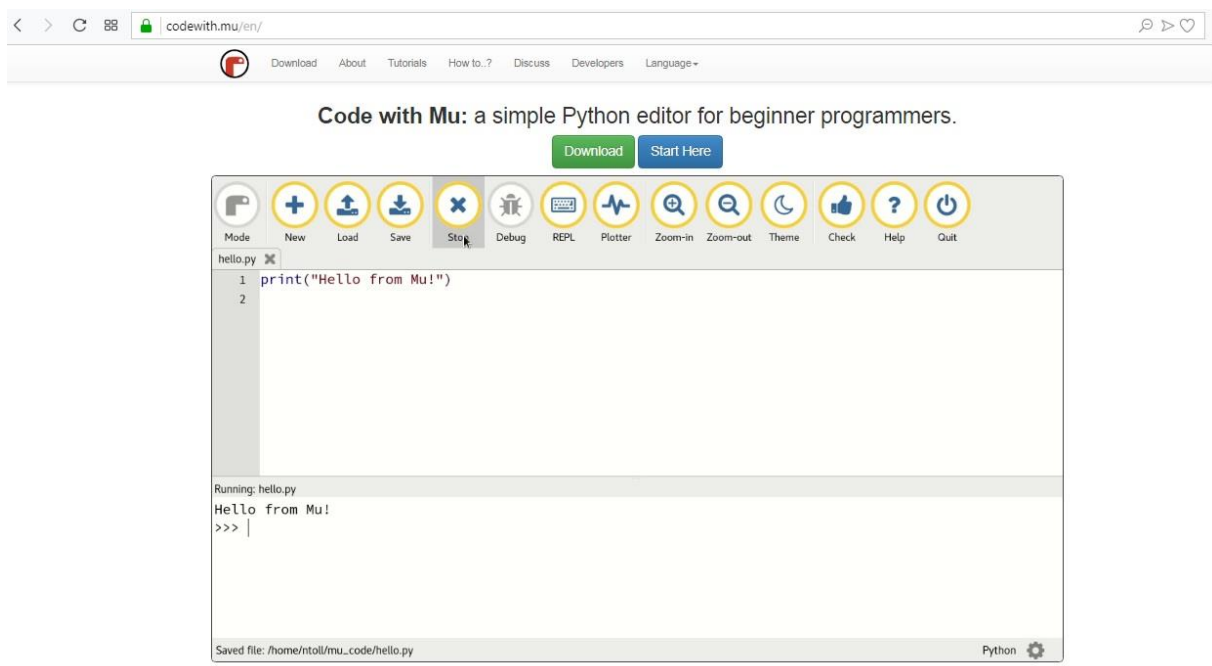 codewith.mu/en/
Download About Tutorials How to..? Discuss Developers Language
Code with Mu: a simple Python editor for beginner programmers.
Download Start Here
Mode New Load Save Stop Debug REPL Plotter Zoom-in Zoom-out Theme Check Help Quit
hello.py
1 print("Hello from Mu!")
2
Running: hello.py
Hello from Mu!
>>>
Saved file: /home/ntoll/mu_code/hello.py Python